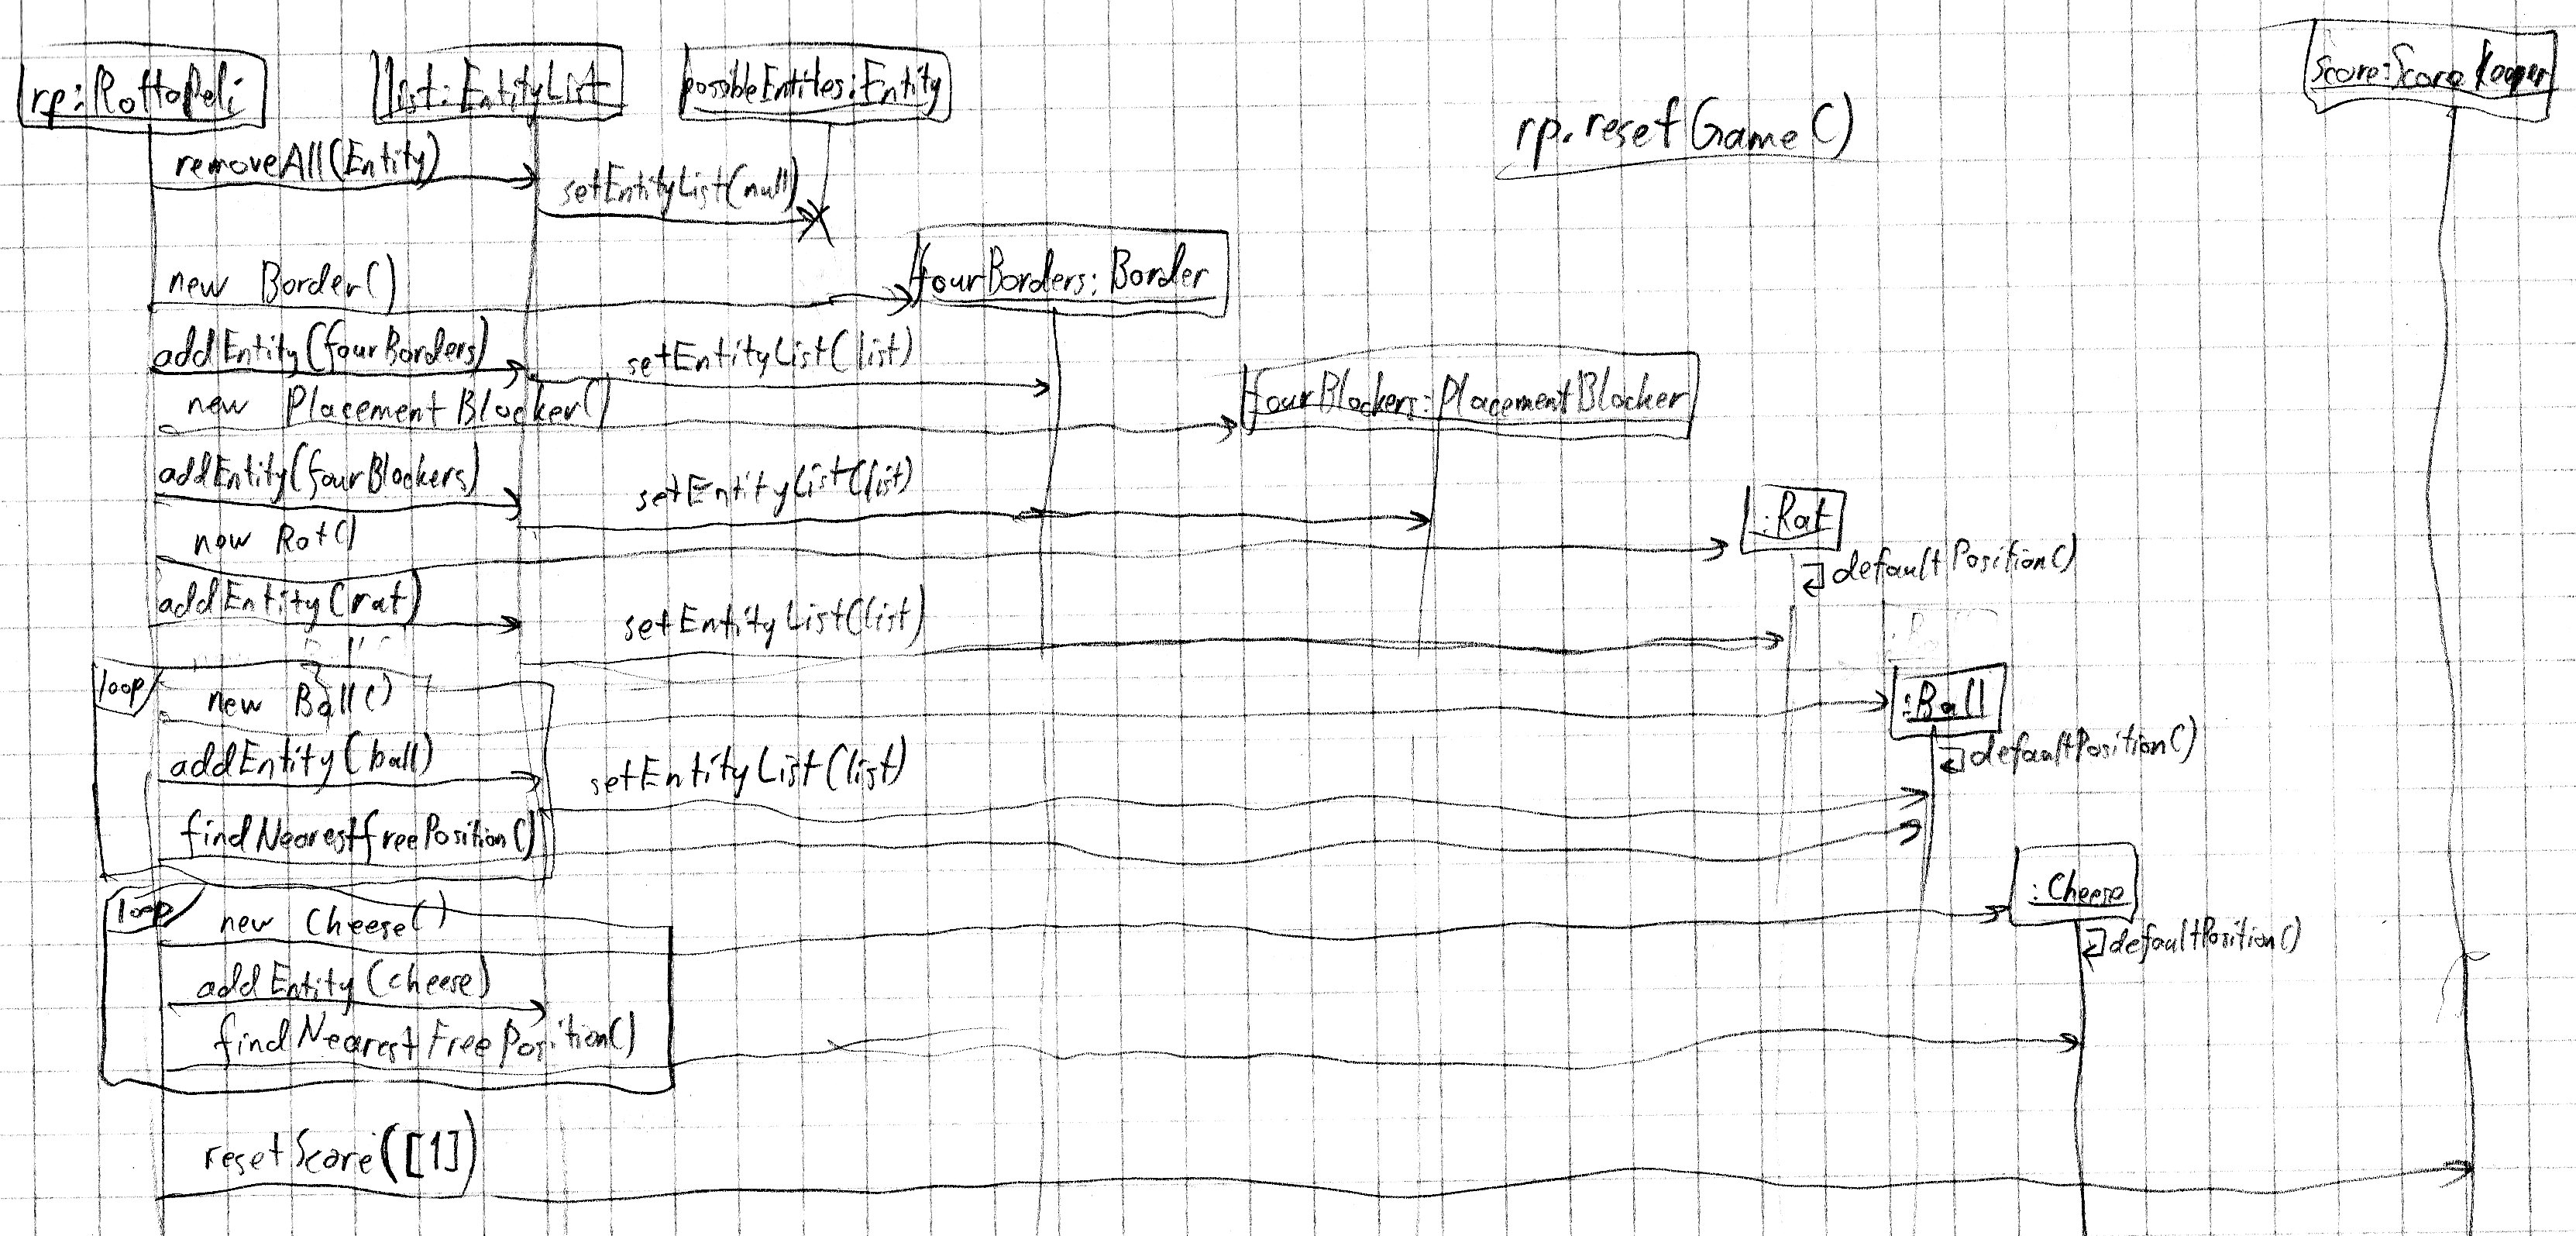 rp:RottaPeli
list:EntityList
possibleEntites:Entity
rp.resetGame()
score:ScoreKeeper
removeAll(Entity)
setEntityList(null)
new Border()
fourBorders:Border
addEntity(fourBorders)
setEntityList(list)
new PlacementBlocker()
fourBlockers:PlacementBlocker
addEntity(fourBlockers)
setEntityList(list)
:Rat
new Rat()
defaultPosition()
addEntity(rat)
setEntityList(list)
loop
new Ball()
:Ball
defaultPosition()
addEntity(ball)
setEntityList(list)
findNearestfreePosition()
:Cheese
loop
new Cheese()
defaultPosition()
addEntity(cheese)
findNearestFreePosition()
resetScore([1])